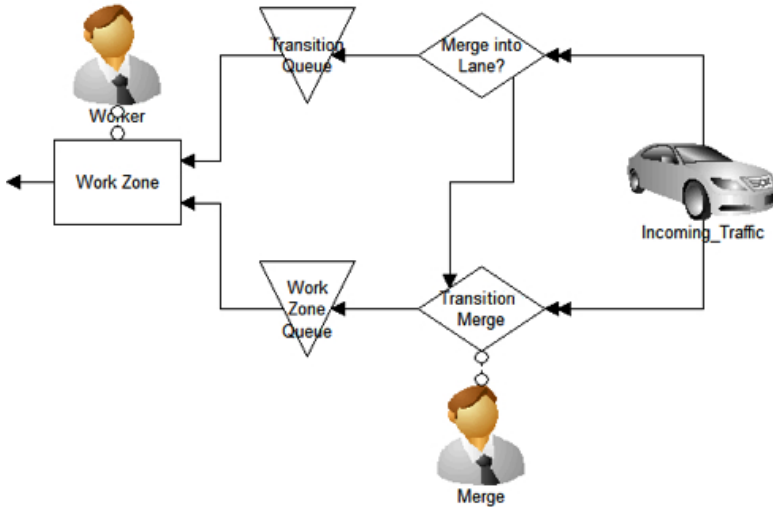 Transition
Queue
Merge into
Lane?
Worker
Work Zone
Incoming_Traffic
Work
Zone
Queue
Transition
Merge
Merge